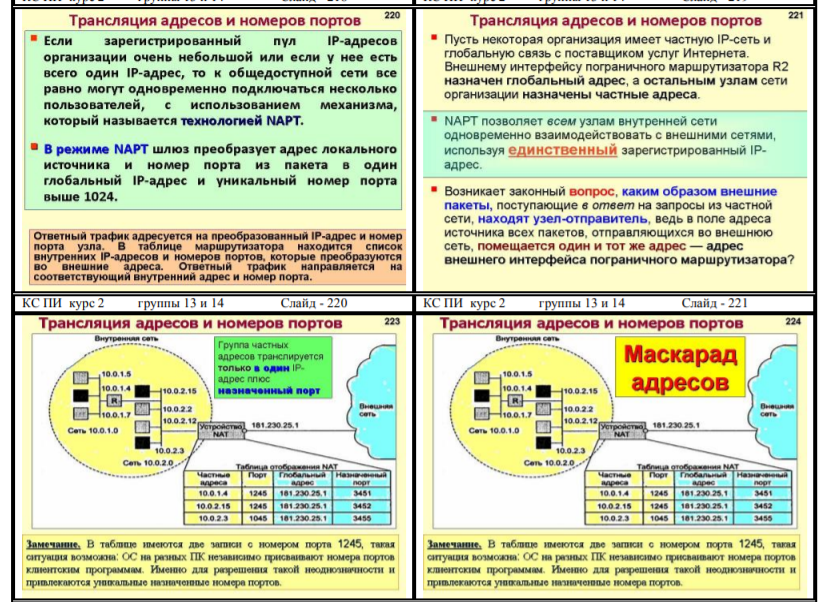 КС ПИ курс 2 группы 13 и 14 Слайд - 218
КС ПИ курс 2 группы 13 и 14 Слайд - 219
Трансляция адресов и номеров портов 220
Если зарегистрированный пул IP-адресов
организации очень небольшой или если у нее есть
всего один IP-адрес, то к общедоступной сети все
равно могут одновременно подключаться несколько
пользователей, с использованием механизма,
который называется технологией NAPT.
В режиме NAPT шлюз преобразует адрес локального
источника и номер порта из пакета в один
глобальный IP-адрес и уникальный номер порта
выше 1024.
Ответный трафик адресуется на преобразованный IP-адрес и номер
порта узла. В таблице маршрутизатора находится список
внутренних IP-адресов и номеров портов, которые преобразуются
во внешние адреса. Ответный трафик направляется на
соответствующий внутренний адрес и номер порта.
Трансляция адресов и номеров портов 221
Пусть некоторая организация имеет частную IP-сеть и
глобальную связь с поставщиком услуг Интернета.
Внешнему интерфейсу пограничного маршрутизатора R2
назначен глобальный адрес, а остальным узлам сети
организации назначены частные адреса.
NAPT позволяет всем узлам внутренней сети
одновременно взаимодействовать с внешними сетями,
используя единственный зарегистрированный IP-
адрес.
Возникает законный вопрос, каким образом внешние
пакеты, поступающие в ответ на запросы из частной
сети, находят узел-отправитель, ведь в поле адреса
источника всех пакетов, отправляющихся во внешнюю
сеть, помещается один и тот же адрес — адрес
внешнего интерфейса пограничного маршрутизатора?
КС ПИ курс 2 группы 13 и 14 Слайд - 220
КС ПИ курс 2 группы 13 и 14 Слайд - 221
Трансляция адресов и номеров портов 223
Внутренняя сеть
Группа частных
адресов транслируется
только в один IP-
адрес плюс
назначенный порт
10.0.1.5
10.0.1.4
10.0.2.15
R
10.0.2.2
10.0.1.7
10.0.2.12
Сеть 10.0.1.0
10.0.2.3
Сеть 10.0.2.0
Устройство
NAT
181.230.25.1
Внешняя
сеть
Таблица отображения NAT
Частные адреса Порт Глобальный адрес Назначенный порт
10.0.1.4 1245 181.230.25.1 3451
10.0.2.15 1245 181.230.25.1 3452
10.0.2.3 1045 181.230.25.1 3455
Замечание. В таблице имеются две записи с номером порта 1245, такая
ситуация возможна: ОС на разных ПК независимо присваивают номера портов
клиентским программам. Именно для разрешения такой неоднозначности и
привлекаются уникальные назначенные номера портов.
Трансляция адресов и номеров портов 224
Внутренняя сеть
Маскарад
адресов
10.0.1.5
10.0.1.4
10.0.2.15
R
10.0.2.2
10.0.1.7
10.0.2.12
Сеть 10.0.1.0
10.0.2.3
Сеть 10.0.2.0
Устройство
NAT
181.230.25.1
Внешняя
сеть
Таблица отображения NAT
Частные адреса Порт Глобальный адрес Назначенный порт
10.0.1.4 1245 181.230.25.1 3451
10.0.2.15 1245 181.230.25.1 3452
10.0.2.3 1045 181.230.25.1 3455
Замечание. В таблице имеются две записи с номером порта 1245, такая
ситуация возможна: ОС на разных ПК независимо присваивают номера портов
клиентским программам. Именно для разрешения такой неоднозначности и
привлекаются уникальные назначенные номера портов.